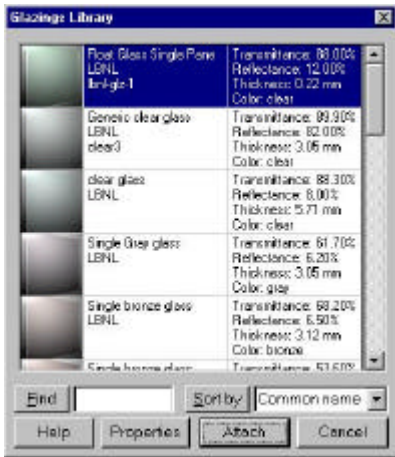 Glazings Library
Float Glass Single Pane
LBNL
lbnl-glz-1
Transmittance: 88.00%
Reflectance: 12.00%
Thickness: 0.22 mm
Color: clear
Generic clear glass
LBNL
clear3
Transmittance: 89.90%
Reflectance: 82.00%
Thickness: 3.05 mm
Color: clear
clear glass
LBNL
Transmittance: 88.30%
Reflectance: 8.00%
Thickness: 5.71 mm
Color: clear
Single Gray glass
LBNL
Transmittance: 61.70%
Reflectance: 6.20%
Thickness: 3.05 mm
Color: gray
Single bronze glass
LBNL
Transmittance: 68.20%
Reflectance: 6.50%
Thickness: 3.12 mm
Color: bronze
Single bronze glass
Transmittance:
Find
Sort by
Common name
Help
Properties
Attach
Cancel